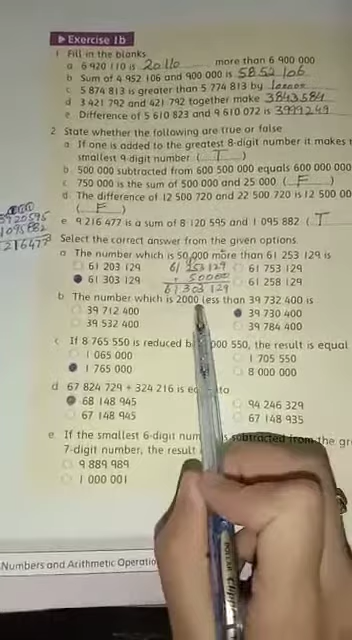 Exercise 1b
1 Fill in the blanks
a 6 920 110 is 20 110 more than 6 900 000
b Sum of 4 952 106 and 900 000 is 5852 106
c 5 874 813 is greater than 5 774 813 by 100000
d 3 421 792 and 421 792 together make 3843584
e Difference of 5 610 823 and 9 610 072 is 3999249
2 State whether the following are true or false
a If one is added to the greatest 8-digit number it makes
smallest 9-digit number ( T )
b 500 000 subtracted from 600 500 000 equals 600 000 000
c 750 000 is the sum of 500 000 and 25 000 ( F )
d The difference of 12 500 720 and 22 500 720 is 12 500 00
( F )
e 9 216 477 is a sum of 8 120 595 and 1 095 882 ( T
Select the correct answer from the given options
a The number which is 50,000 more than 61 253 129 is
61 203 129
61 253129
61 753 129
61 303 129
+ 50000
61 258 129
61 303 129
b The number which is 2000 less than 39 732 400 is
39 712 400
39 730 400
39 532 400
39 784 400
c If 8 765 550 is reduced b 000 550, the result is equal
1 065 000
1 705 550
1 765 000
8 000 000
d 67 824 729 + 324 216 is to
68 148 945
94 246 329
67 148 945
67 148 935
e If the smallest 6-digit num is subtracted from the gr
7-digit number, the result
9 889 989
1 000 001
Numbers and Arithmetic Operatio